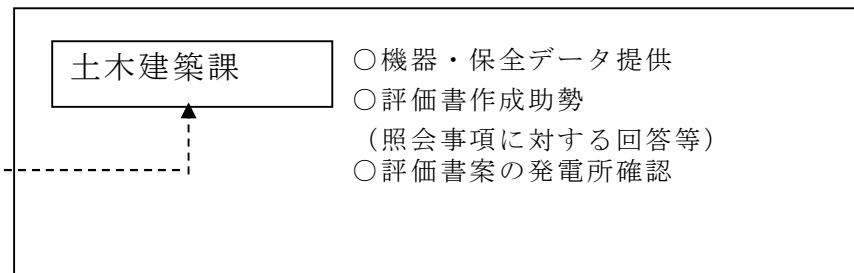 土木建築課
○機器・保全データ提供
○評価書作成助勢
（照会事項に対する回答等）
○評価書案の発電所確認